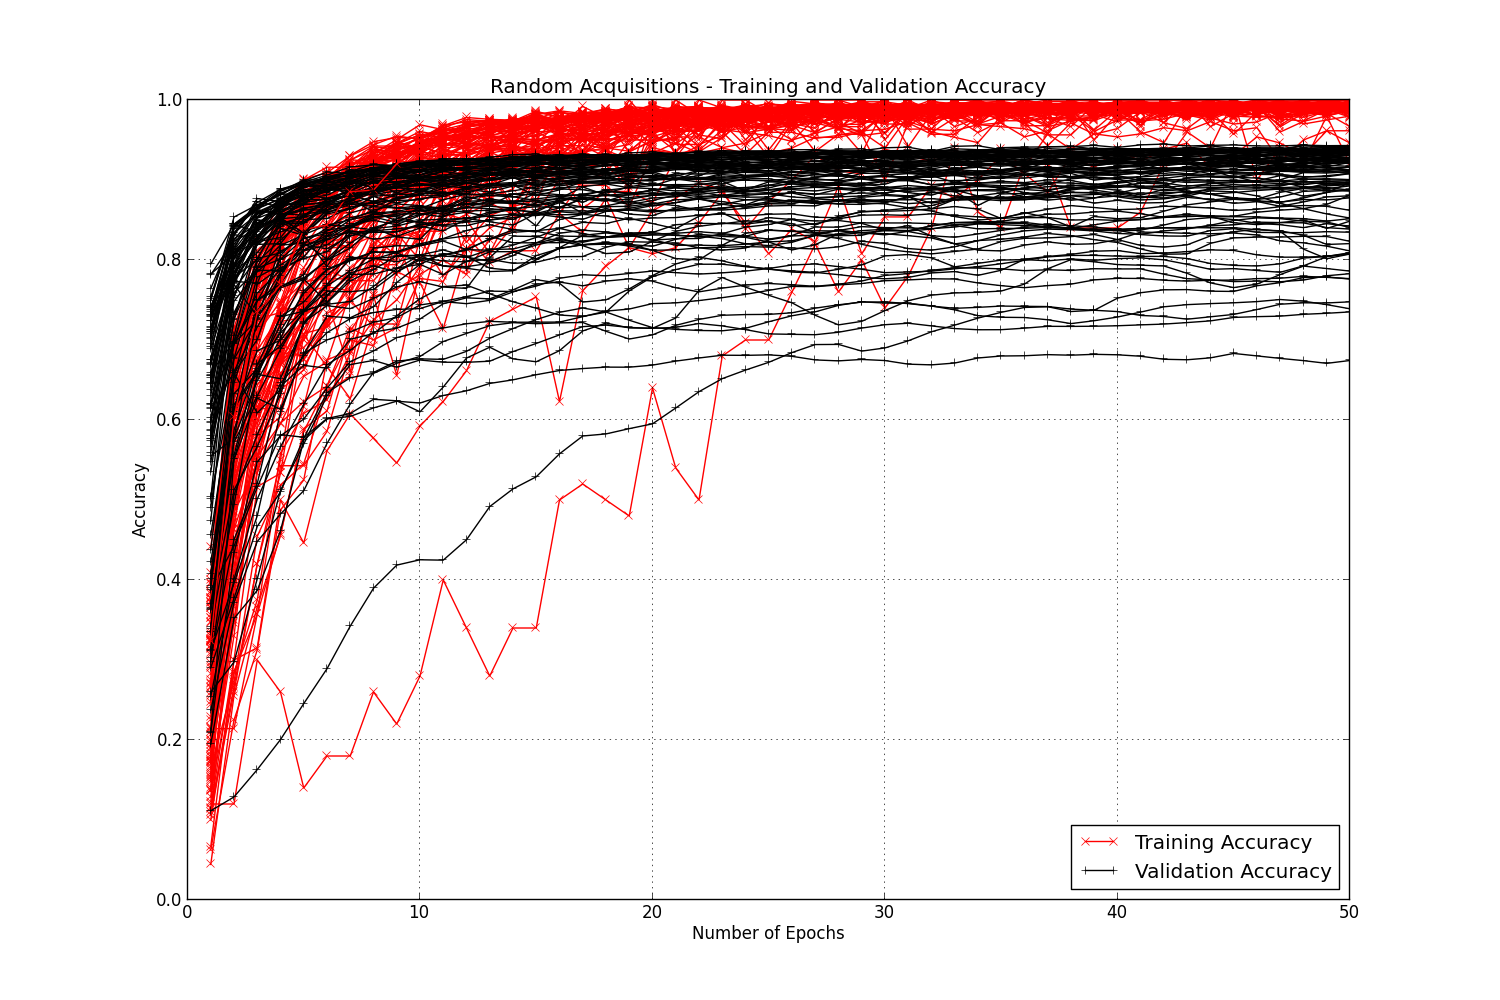 Random Acquisitions - Training and Validation Accuracy
1.0
0.8
0.6
0.4
0.2
0.0
Accuracy
0
10
20
30
40
50
Number of Epochs
Training Accuracy
Validation Accuracy